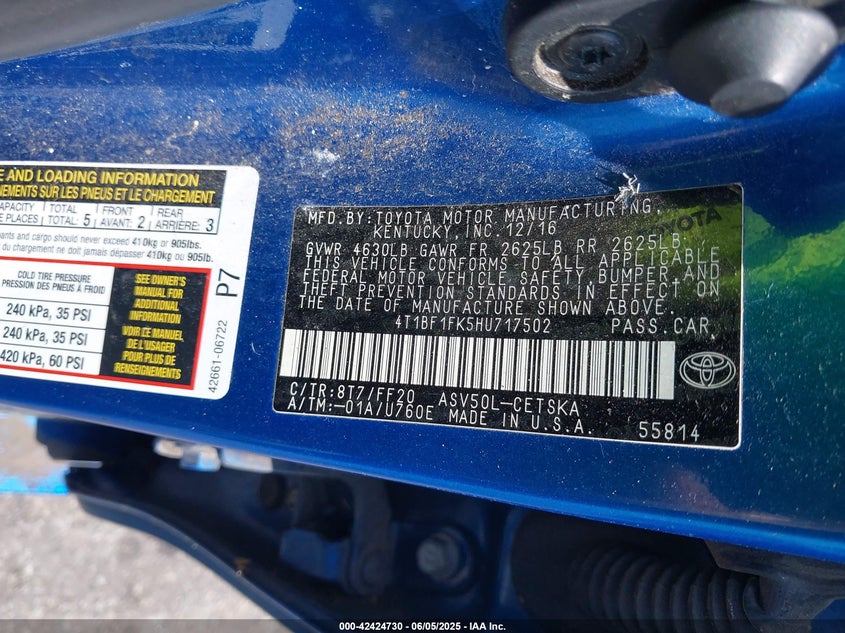 E AND LOADING INFORMATION
NEMENTS SUR LES PNEUS ET LE CHARGEMENT
CAPACITY TOTAL FRONT REAR
E PLACES TOTAL: 5 AVANT: 2 ARRIÈRE: 3
pants and cargo should never exceed 410kg or 905lbs.
du chargement ne doit jamais dépasser 410kg or 905lbs.
COLD TIRE PRESSURE
PRESSION DES PNEUS À FROID
240 kPa, 35 PSI
240 kPa, 35 PSI
420 kPa, 60 PSI
SEE OWNER'S
MANUAL FOR
ADDITIONAL
INFORMATION
VOIR LE MANUEL
DE L'USAGER
POUR PLUS DE
RENSEIGNEMENTS
P7
42661-06722
MFD.BY:TOYOTA MOTOR MANUFACTURING,
KENTUCKY, INC. 12/16
TOYOTA
GVWR 4630LB GAWR FR 2625LB RR 2625LB
THIS VEHICLE CONFORMS TO ALL APPLICABLE
FEDERAL MOTOR VEHICLE SAFETY BUMPER AND
THEFT PREVENTION STANDARDS IN EFFECT ON
THE DATE OF MANUFACTURE SHOWN ABOVE.
4T1BF1FK5HU717502 PASS.CAR.
C/TR:8T7/FF20 ASV50L-CETSKA
A/TM:-01A/U760E MADE IN U.S.A. 55814
000-42424730 - 06/05/2025 - IAA Inc.